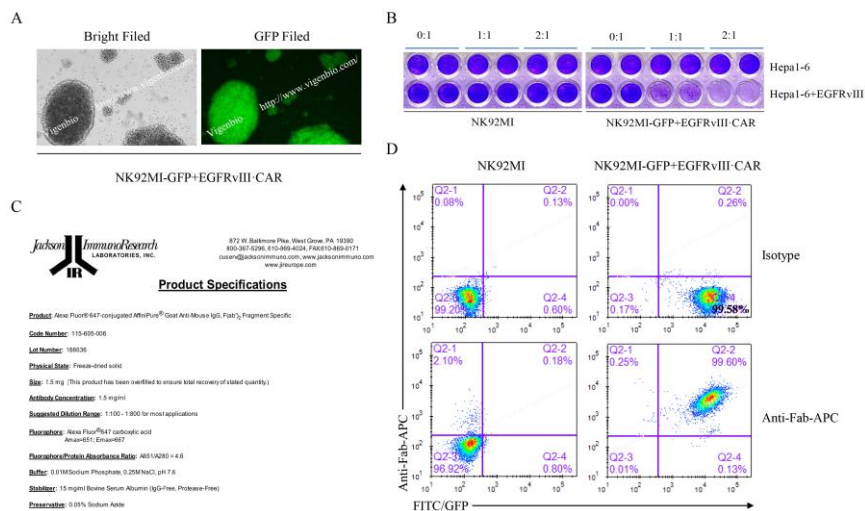 A
Bright Filed
GFP Filed
Vigenbio
http://www.vigenbio.com/
Vigenbio
http://www.vigenbio.com/
NK92MI-GFP+EGFRvIII·CAR
B
0:1
1:1
2:1
0:1
1:1
2:1
Hepa1-6
Hepa1-6+EGFRvIII
NK92MI
NK92MI-GFP+EGFRvIII·CAR
C
Jackson ImmunoResearch
LABORATORIES, INC.
IR
872 W. Baltimore Pike, West Grove, PA 19390
800-367-5296, 610-869-4024, FAX610-869-0171
cuserv@jacksonimmuno.com, www.jacksonimmuno.com
www.jireurope.com
Product Specifications
Product: Alexa Fluor® 647-conjugated AffiniPure® Goat Anti-Mouse IgG, F(ab')₂ Fragment Specific
Code Number: 115-605-006
Lot Number:
Physical State: Freeze-dried solid
Size: 1.5 mg (This product has been overfilled to ensure total recovery of stated quantity.)
Antibody Concentration: 1.5 mg/ml
Suggested Dilution Range: 1:100 - 1:800 for most applications
Fluorophore: Alexa Fluor® 647 carboxylic acid
Amax=651; Emax=667
Fluorophore/Protein Absorbance Ratio: A651/A280 = 4.6
Buffer: 0.01M Sodium Phosphate, 0.25M NaCl, pH 7.6
Stabilizer: 15 mg/ml Bovine Serum Albumin (IgG-Free, Protease-Free)
Preservative: 0.05% Sodium Azide
D
NK92MI
NK92MI-GFP+EGFRvIII·CAR
Q2-1
0.08%
Q2-2
0.13%
99.20%
Q2-4
0.60%
Q2-1
0.00%
Q2-2
0.26%
Q2-3
0.17%
99.58%
Isotype
Q2-1
2.10%
Q2-2
0.18%
96.92%
Q2-4
0.80%
Q2-1
0.25%
Q2-2
99.60%
Q2-3
0.01%
Q2-4
0.13%
Anti-Fab-APC
10⁵
10⁴
10³
10²
10¹
10¹ 10² 10³ 10⁴ 10⁵
Anti-Fab-APC
FITC/GFP